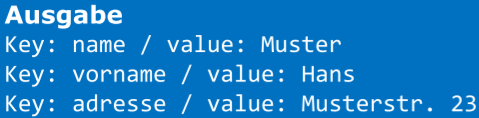 Ausgabe
Key: name / value: Muster
Key: vorname / value: Hans
Key: adresse / value: Musterstr. 23